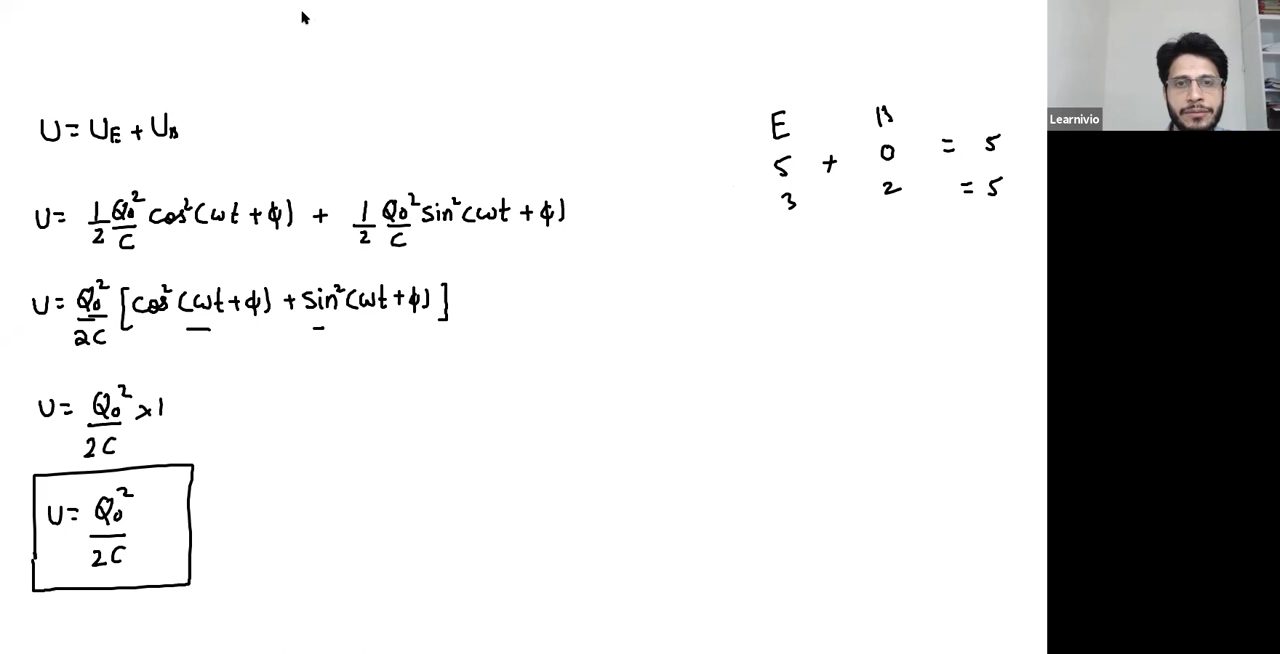 U = U_E + U_B
U = 1/2 Q₀²/C cos²(ωt + φ) + 1/2 Q₀²/C sin²(ωt + φ)
U = Q₀²/2C [cos²(ωt + φ) + sin²(ωt + φ)]
U = Q₀²/2C × 1
U = Q₀²/2C
E B
5 + 0 = 5
3 2 = 5
Learnivio